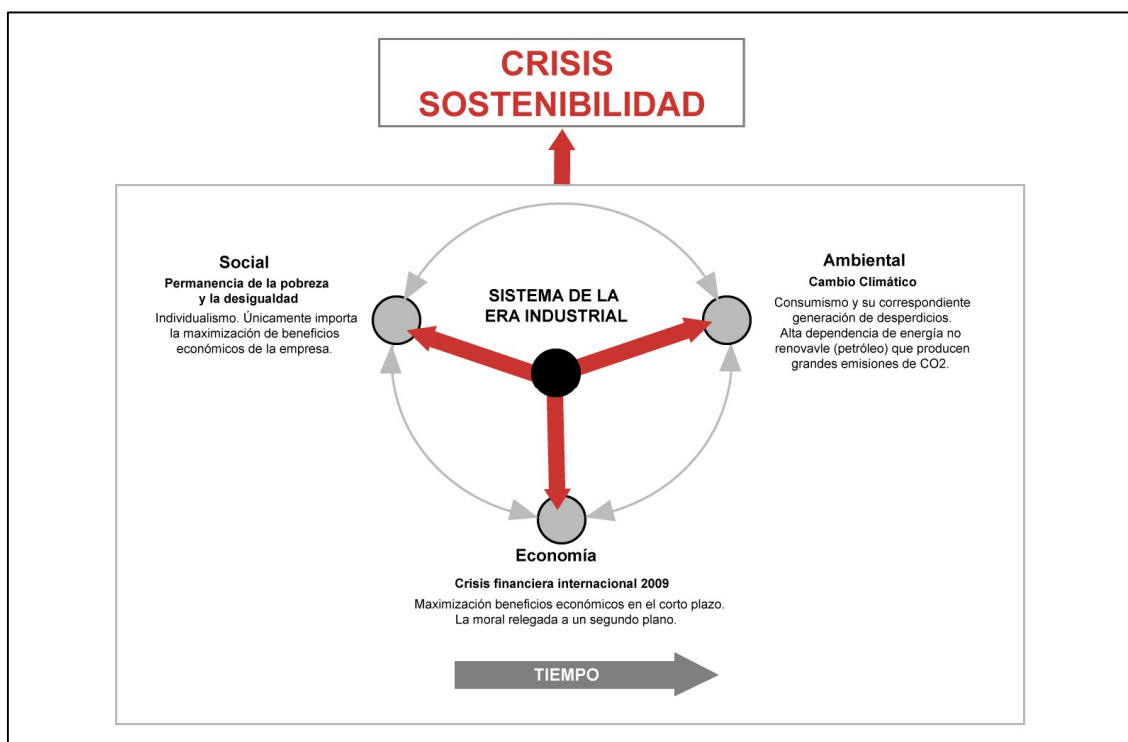 CRISIS
SOSTENIBILIDAD
Social
Permanencia de la pobreza
y la desigualdad
Individualismo. Únicamente importa
la maximización de beneficios
económicos de la empresa.
SISTEMA DE LA
ERA INDUSTRIAL
Ambiental
Cambio Climático
Consumismo y su correspondiente
generación de desperdicios.
Alta dependencia de energía no
renovavle (petróleo) que producen
grandes emisiones de CO2.
Economía
Crisis financiera internacional 2009
Maximización beneficios económicos en el corto plazo.
La moral relegada a un segundo plano.
TIEMPO